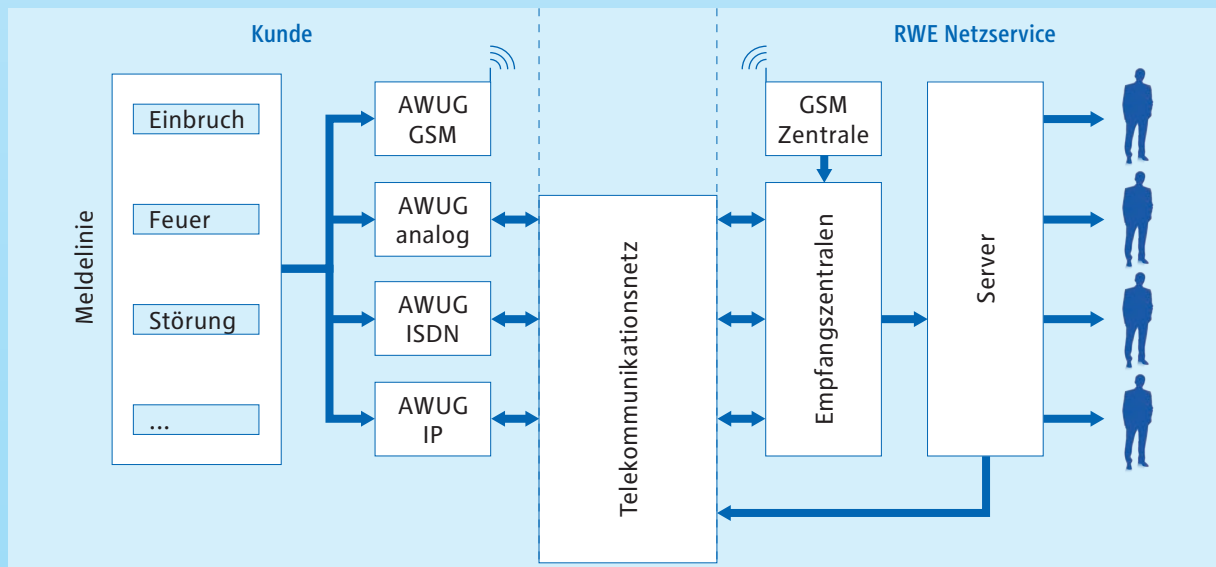 Kunde
RWE Netzservice
Meldelinie
Einbruch
Feuer
Störung
...
AWUG
GSM
AWUG
analog
AWUG
ISDN
AWUG
IP
Telekommunikationsnetz
GSM
Zentrale
Empfangszentralen
Server